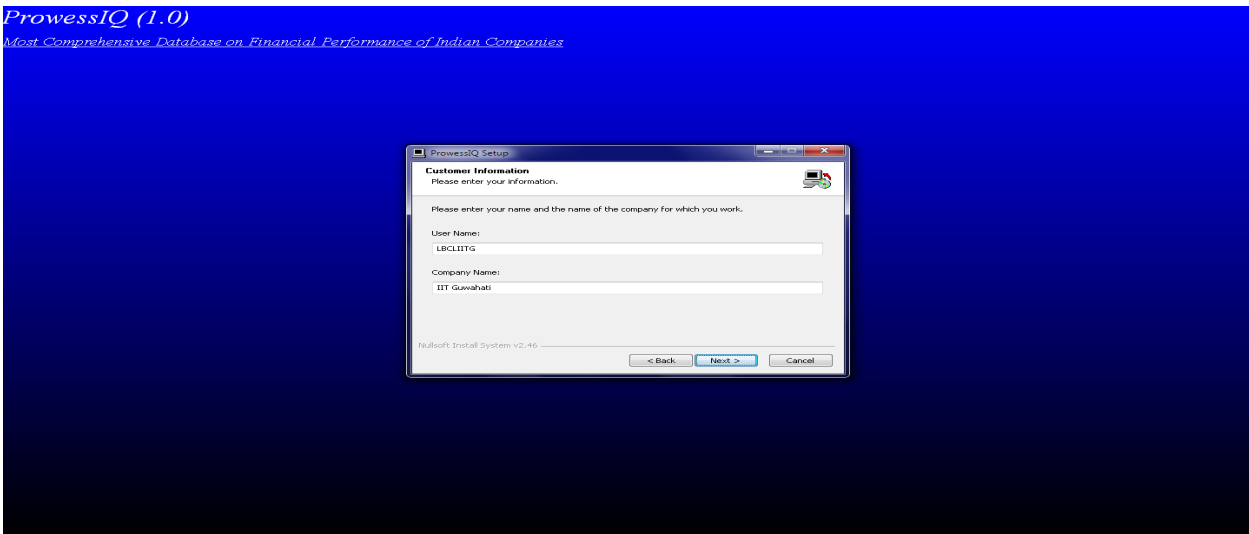 ProwessIQ (1.0)
Most Comprehensive Database on Financial Performance of Indian Companies
ProwessIQ Setup
Customer Information
Please enter your information.
Please enter your name and the name of the company for which you work.
User Name:
LBCLIITG
Company Name:
IIT Guwahati
Nullsoft Install System v2.46
< Back Next > Cancel